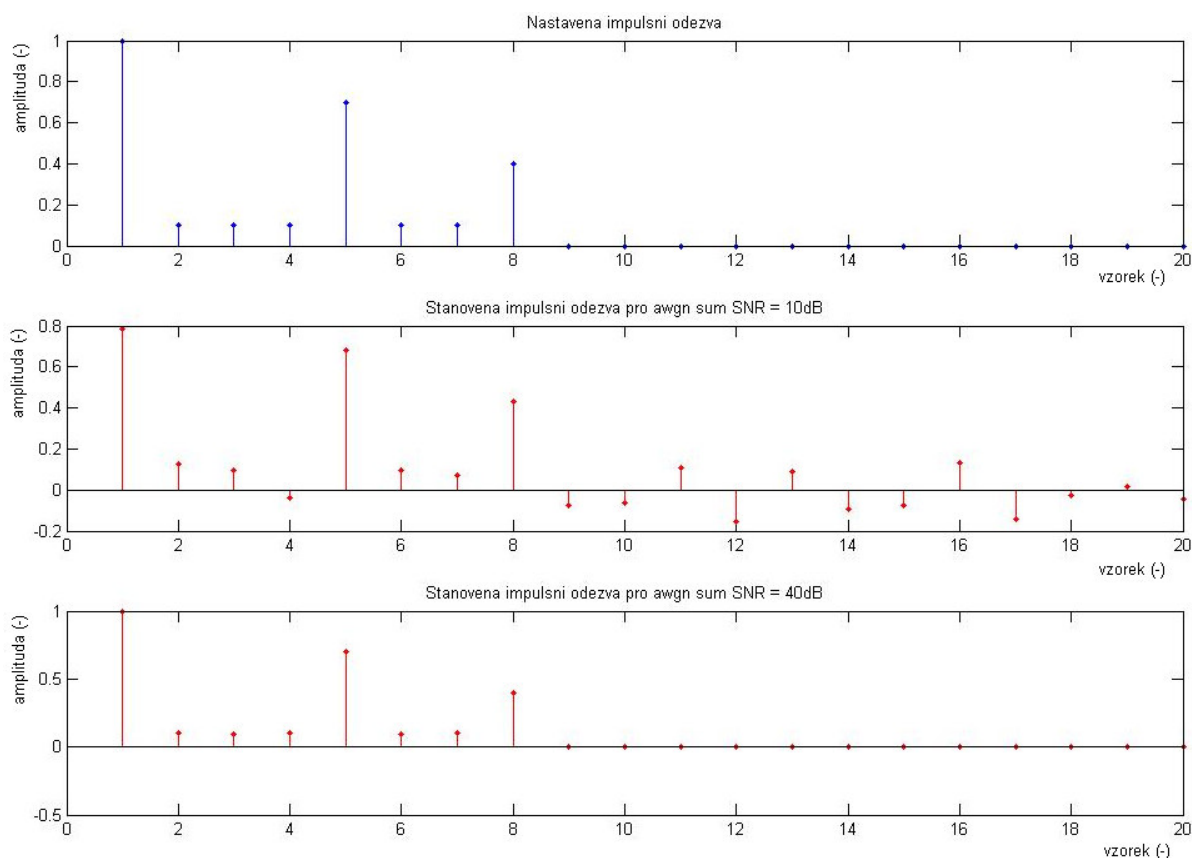 Nastavena impulsni odezva
amplituda (-)
1
0.8
0.6
0.4
0.2
0
0 2 4 6 8 10 12 14 16 18 20
vzorek (-)
Stanovena impulsni odezva pro awgn sum SNR = 10dB
amplituda (-)
0.8
0.6
0.4
0.2
0
-0.2
0 2 4 6 8 10 12 14 16 18 20
vzorek (-)
Stanovena impulsni odezva pro awgn sum SNR = 40dB
amplituda (-)
1
0.5
0
-0.5
0 2 4 6 8 10 12 14 16 18 20
vzorek (-)